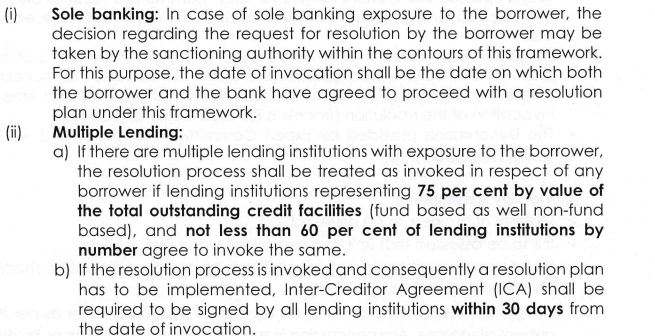 (i) Sole banking: In case of sole banking exposure to the borrower, the
decision regarding the request for resolution by the borrower may be
taken by the sanctioning authority within the contours of this framework.
For this purpose, the date of invocation shall be the date on which both
the borrower and the bank have agreed to proceed with a resolution
plan under this framework.
(ii) Multiple Lending:
a) If there are multiple lending institutions with exposure to the borrower,
the resolution process shall be treated as invoked in respect of any
borrower if lending institutions representing 75 per cent by value of
the total outstanding credit facilities (fund based as well non-fund
based), and not less than 60 per cent of lending institutions by
number agree to invoke the same.
b) If the resolution process is invoked and consequently a resolution plan
has to be implemented, Inter-Creditor Agreement (ICA) shall be
required to be signed by all lending institutions within 30 days from
the date of invocation.